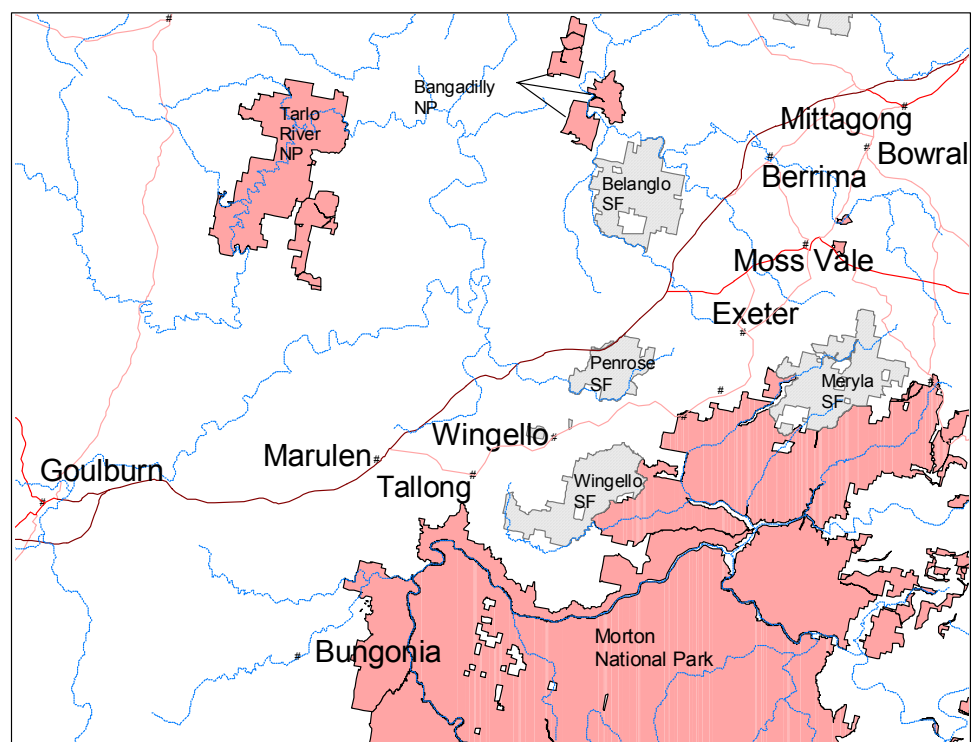 Bangadilly
NP
Tarlo
River
NP
Mittagong
Bowral
Berrima
Belanglo
SF
Moss Vale
Exeter
Penrose
SF
Meryla
SF
Wingello
Marulen
Goulburn
Tallong
Wingello
SF
Morton
National Park
Bungonia